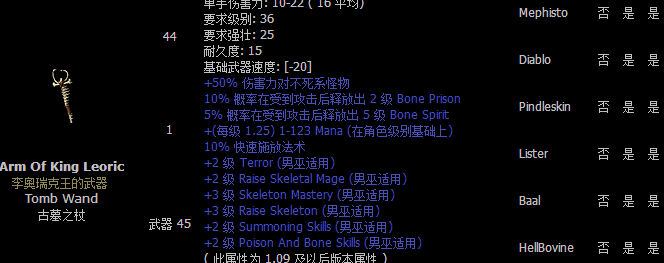 单手伤害力: 10-22 ( 16 平均)
44
要求级别: 36
要求强壮: 25
耐久度: 15
基础武器速度: [-20]
+50% 伤害力对不死系怪物
10% 概率在受到攻击后释放出 2 级 Bone Prison
5% 概率在受到攻击后释放出 5 级 Bone Spirit
1
+(每级 1.25) 1-123 Mana (在角色级别基础上)
10% 快速施放法术
Arm Of King Leoric
李奥瑞克王的武器
Tomb Wand
古墓之杖
武器 45
+2 级 Terror (男巫适用)
+2 级 Raise Skeletal Mage (男巫适用)
+3 级 Skeleton Mastery (男巫适用)
+3 级 Raise Skeleton (男巫适用)
+2 级 Summoning Skills (男巫适用)
+2 级 Poison And Bone Skills (男巫适用)
( 此属性为 1.09 及以后版本属性 )
Mephisto 否 是 是
Diablo 否 是 是
Pindleskin 否 是 是
Lister 否 是 是
Baal 否 是 是
HellBovine 否 是 是